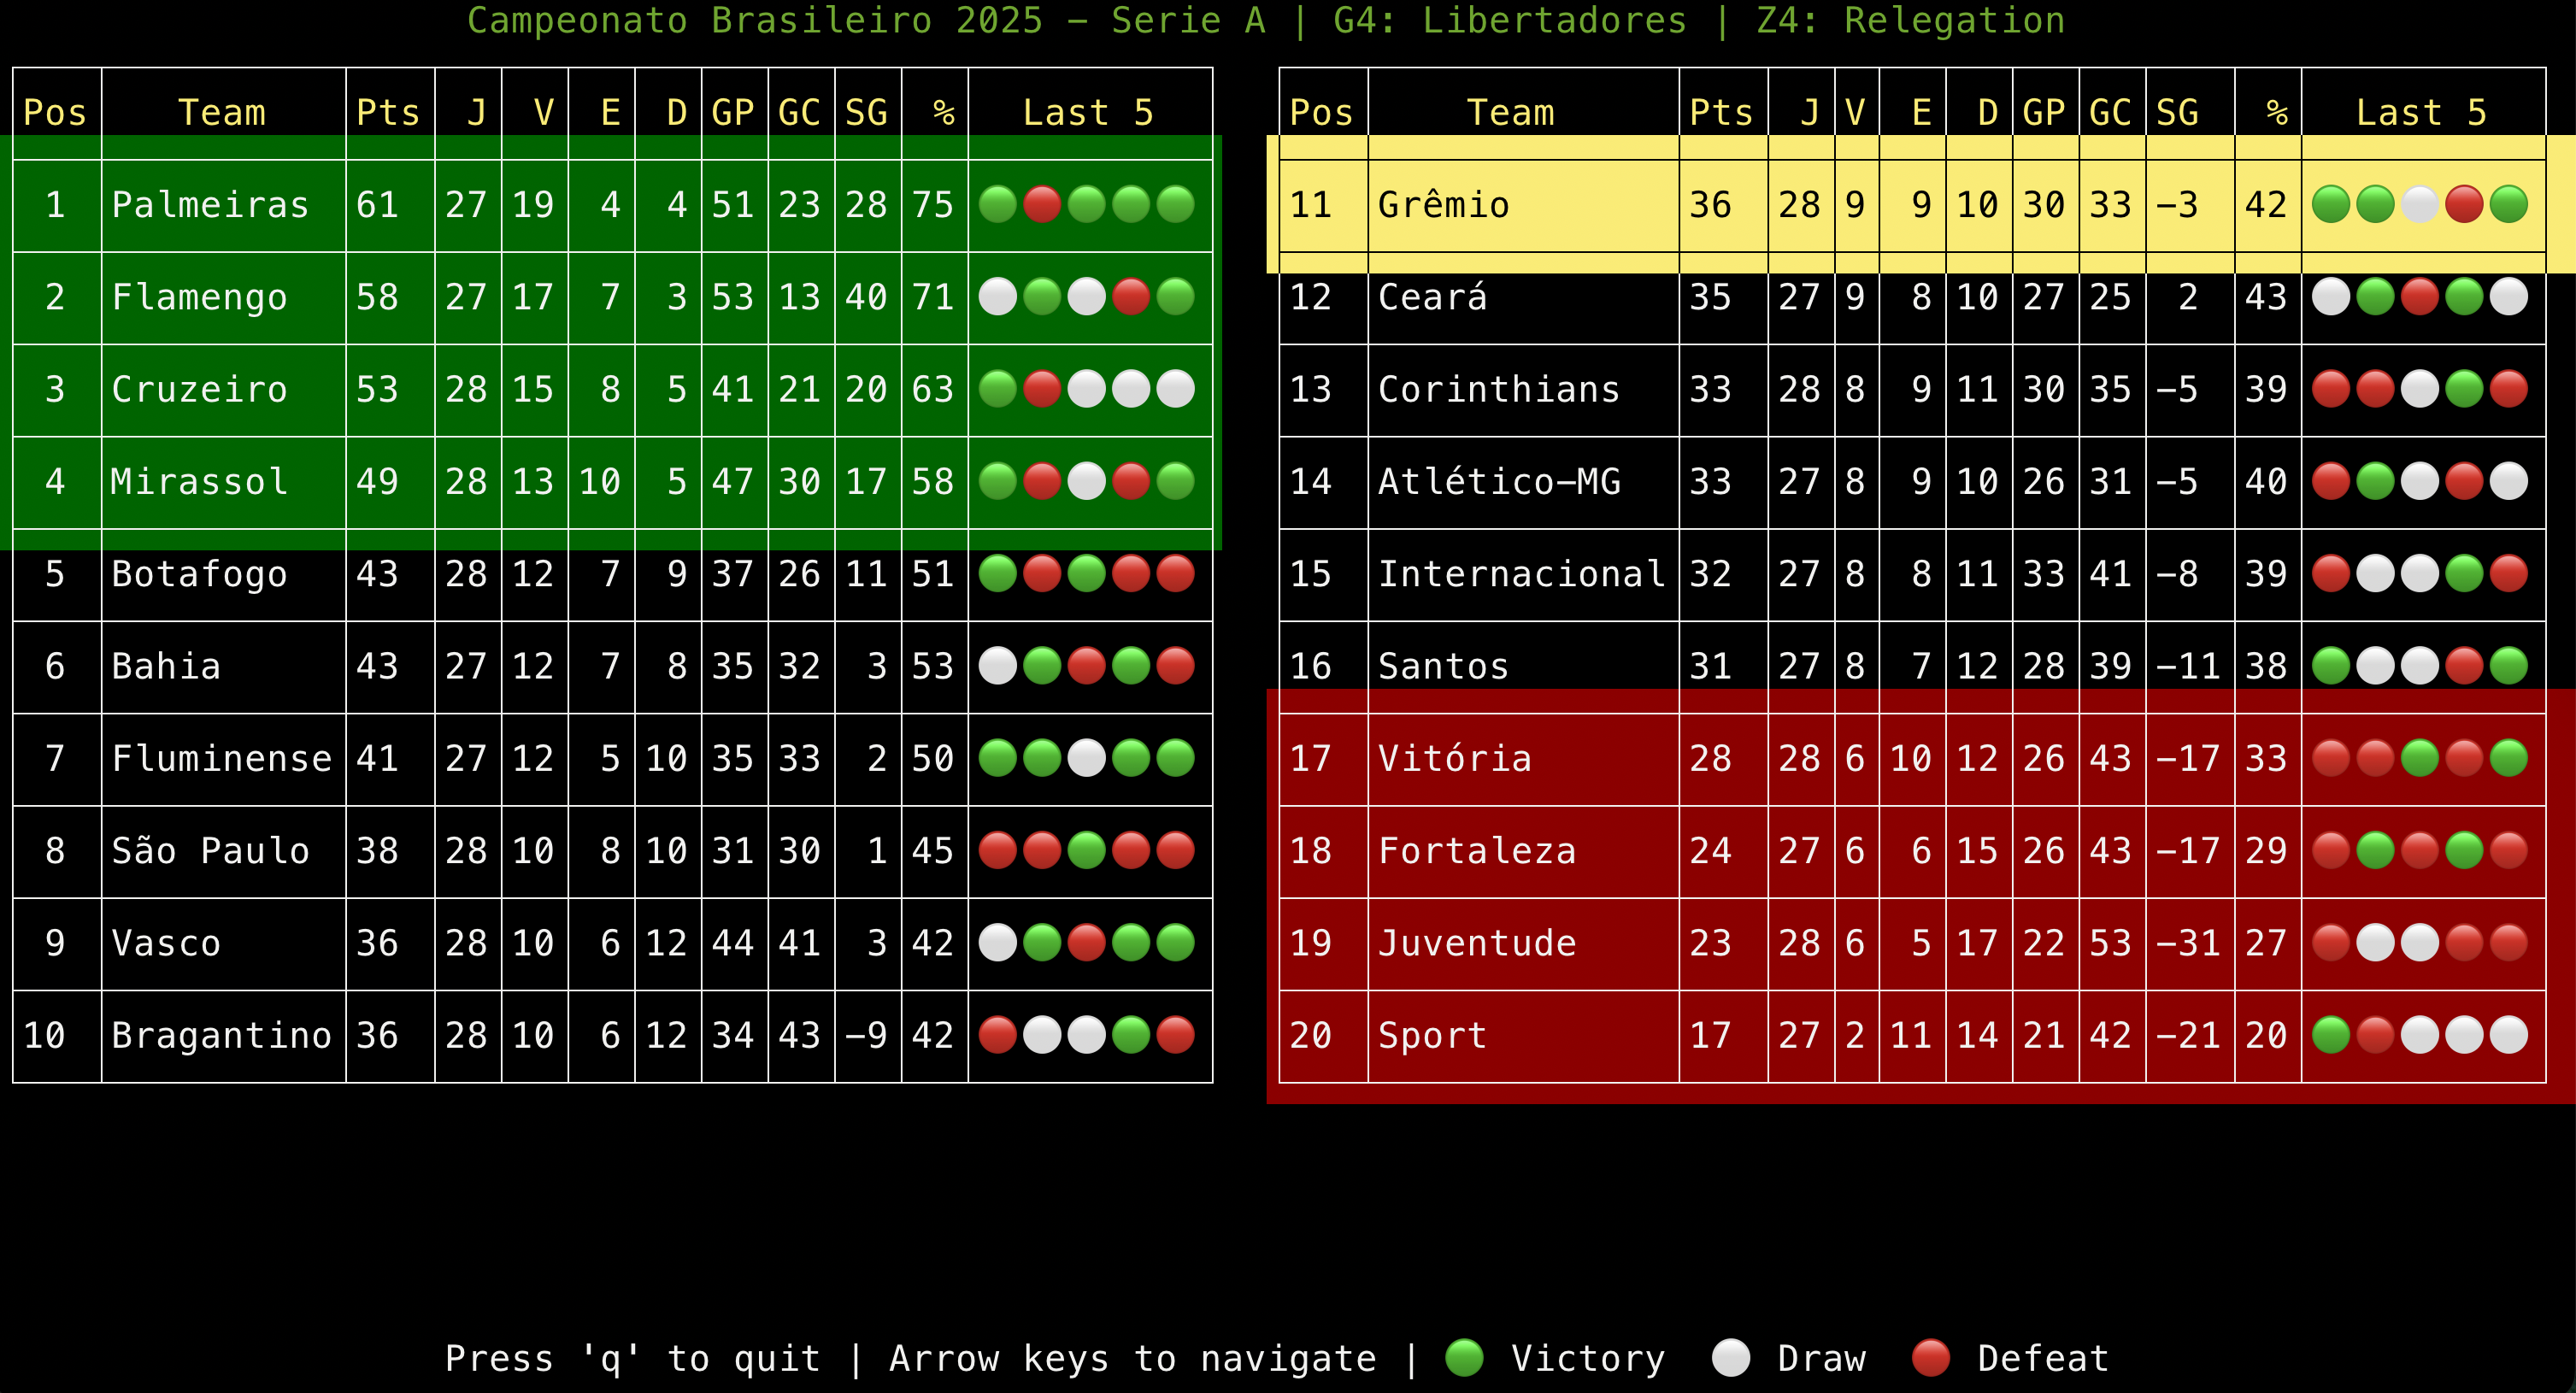 Campeonato Brasileiro 2025 - Serie A | G4: Libertadores | Z4: Relegation
Pos Team Pts J V E D GP GC SG % Last 5
1 Palmeiras 61 27 19 4 4 51 23 28 75
2 Flamengo 58 27 17 7 3 53 13 40 71
3 Cruzeiro 53 28 15 8 5 41 21 20 63
4 Mirassol 49 28 13 10 5 47 30 17 58
5 Botafogo 43 28 12 7 9 37 26 11 51
6 Bahia 43 27 12 7 8 35 32 3 53
7 Fluminense 41 27 12 5 10 35 33 2 50
8 São Paulo 38 28 10 8 10 31 30 1 45
9 Vasco 36 28 10 6 12 44 41 3 42
10 Bragantino 36 28 10 6 12 34 43 -9 42
Pos Team Pts J V E D GP GC SG % Last 5
11 Grêmio 36 28 9 9 10 30 33 -3 42
12 Ceará 35 27 9 8 10 27 25 2 43
13 Corinthians 33 28 8 9 11 30 35 -5 39
14 Atlético-MG 33 27 8 9 10 26 31 -5 40
15 Internacional 32 27 8 8 11 33 41 -8 39
16 Santos 31 27 8 7 12 28 39 -11 38
17 Vitória 28 28 6 10 12 26 43 -17 33
18 Fortaleza 24 27 6 6 15 26 43 -17 29
19 Juventude 23 28 6 5 17 22 53 -31 27
20 Sport 17 27 2 11 14 21 42 -21 20
Press 'q' to quit | Arrow keys to navigate | Victory Draw Defeat